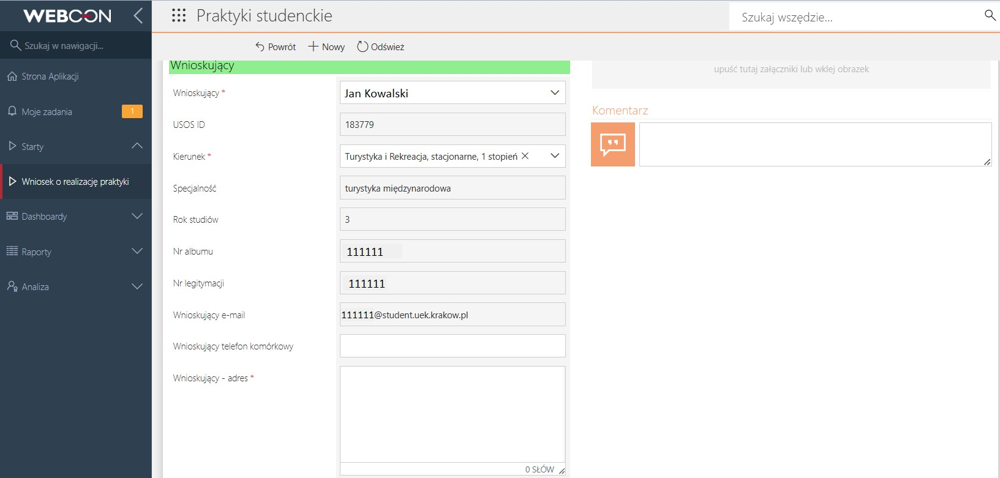 WEBCON
Praktyki studenckie
Szukaj wszędzie...
Szukaj w nawigacji...
Powrót
Nowy
Odśwież
Strona Aplikacji
Moje zadania
1
Starty
Wniosek o realizację praktyki
Dashboardy
Raporty
Analiza
Wnioskujący
Wnioskujący *
Jan Kowalski
USOS ID
183779
Kierunek *
Turystyka i Rekreacja, stacjonarne, 1 stopień
Specjalność
turystyka międzynarodowa
Rok studiów
3
Nr albumu
111111
Nr legitymacji
111111
Wnioskujący e-mail
111111@student.uek.krakow.pl
Wnioskujący telefon komórkowy
Wnioskujący - adres *
0 SŁÓW
upuść tutaj załączniki lub wklej obrazek
Komentarz